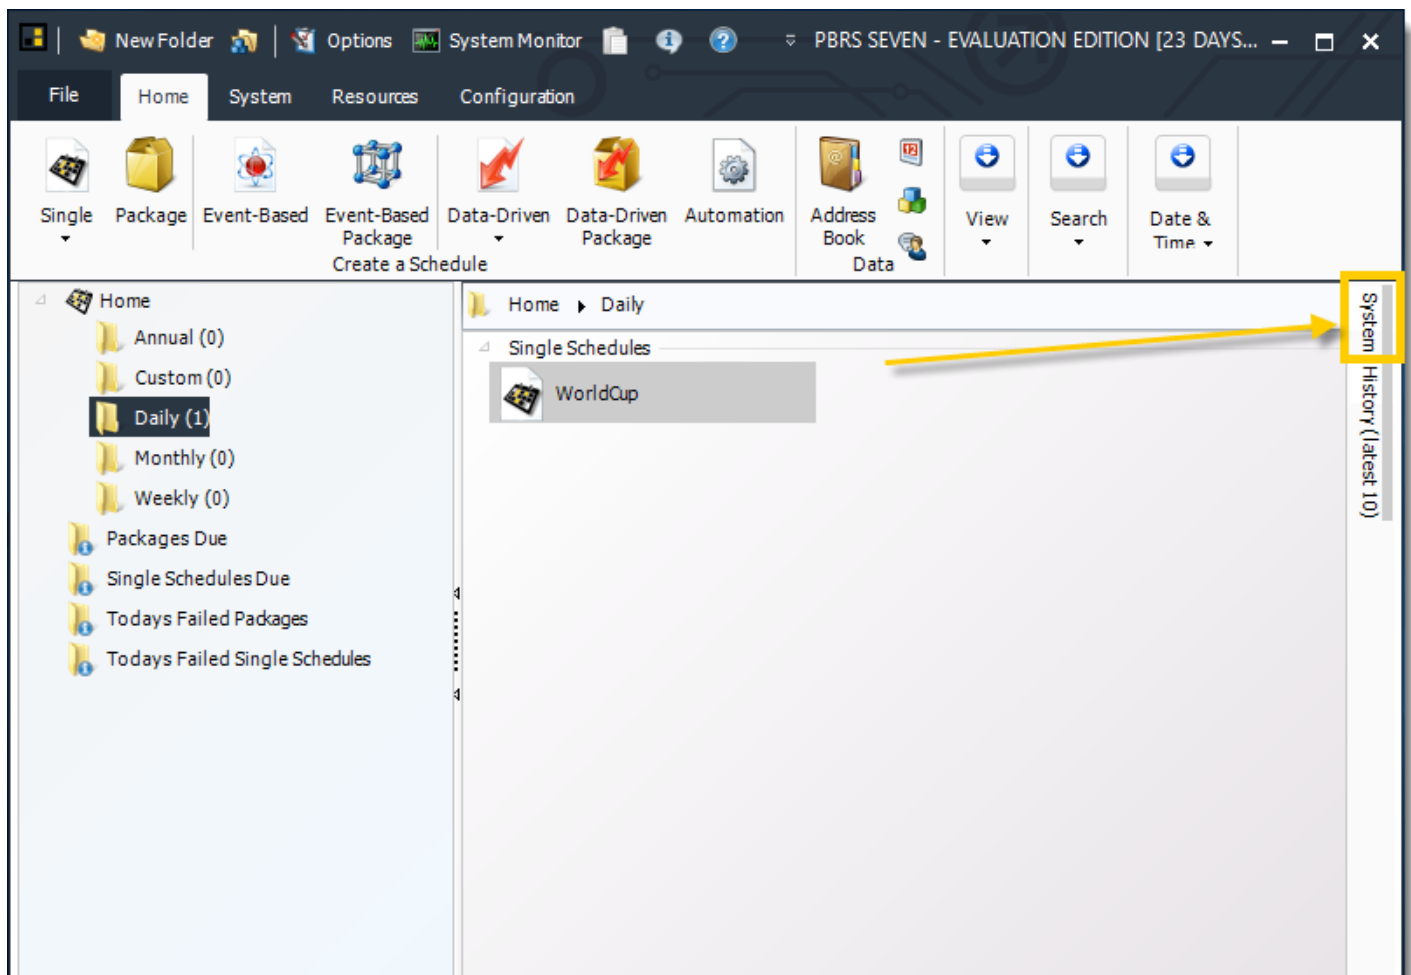 New Folder
Options
System Monitor
PBRS SEVEN - EVALUATION EDITION [23 DAYS...
File
Home
System
Resources
Configuration
Single
Package
Event-Based
Event-Based
Package
Data-Driven
Data-Driven
Package
Automation
Create a Schedule
Address
Book
12
Data
View
Search
Date &
Time
Home
Annual (0)
Custom (0)
Daily (1)
Monthly (0)
Weekly (0)
Packages Due
Single Schedules Due
Todays Failed Packages
Todays Failed Single Schedules
Home Daily
Single Schedules
WorldCup
System
History (latest 10)